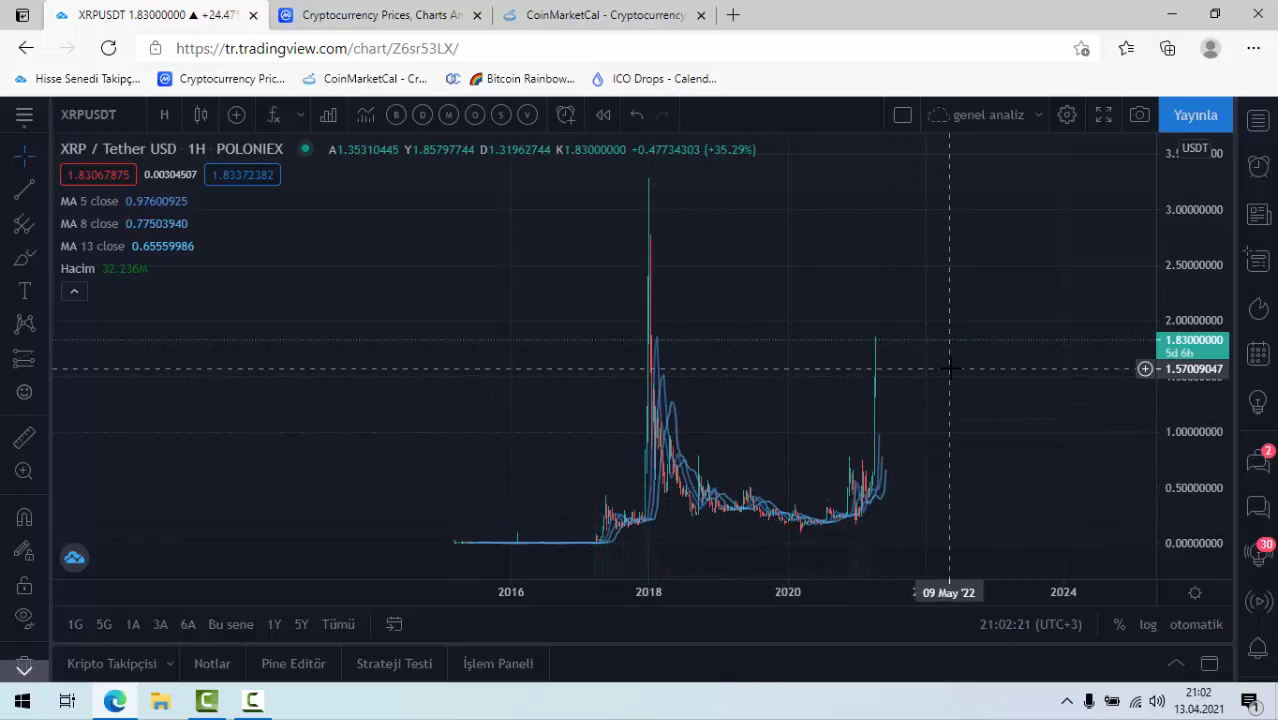 XRPUSDT 1.83000000 ▲ +24.47%
Cryptocurrency Prices, Charts An
CoinMarketCal - Cryptocurrency
https://tr.tradingview.com/chart/Z6sr53LX/
Hisse Senedi Takipç...
Cryptocurrency Pric...
CoinMarketCal - Cr...
Bitcoin Rainbow...
ICO Drops - Calend...
XRPUSDT
H
B
D
M
O
S
V
genel analiz
Yayınla
XRP / Tether USD · 1H · POLONIEX
A1.35310445 Y1.85797744 D1.31962744 K1.83000000 +0.47734303 (+35.29%)
USDT
1.83067875
0.00304507
1.83372382
MA 5 close 0.97600925
MA 8 close 0.77503940
MA 13 close 0.65559986
Hacim 32.236M
3.00000000
2.50000000
2.00000000
1.83000000
5d 6h
1.57009047
1.00000000
0.50000000
0.00000000
2
30
2016
2018
2020
09 May '22
2024
1G
5G
1A
3A
6A
Bu sene
1Y
5Y
Tümü
21:02:21 (UTC+3)
%
log
otomatik
Kripto Takipçisi
Notlar
Pine Editör
Strateji Testi
İşlem Paneli
21:02
13.04.2021
1